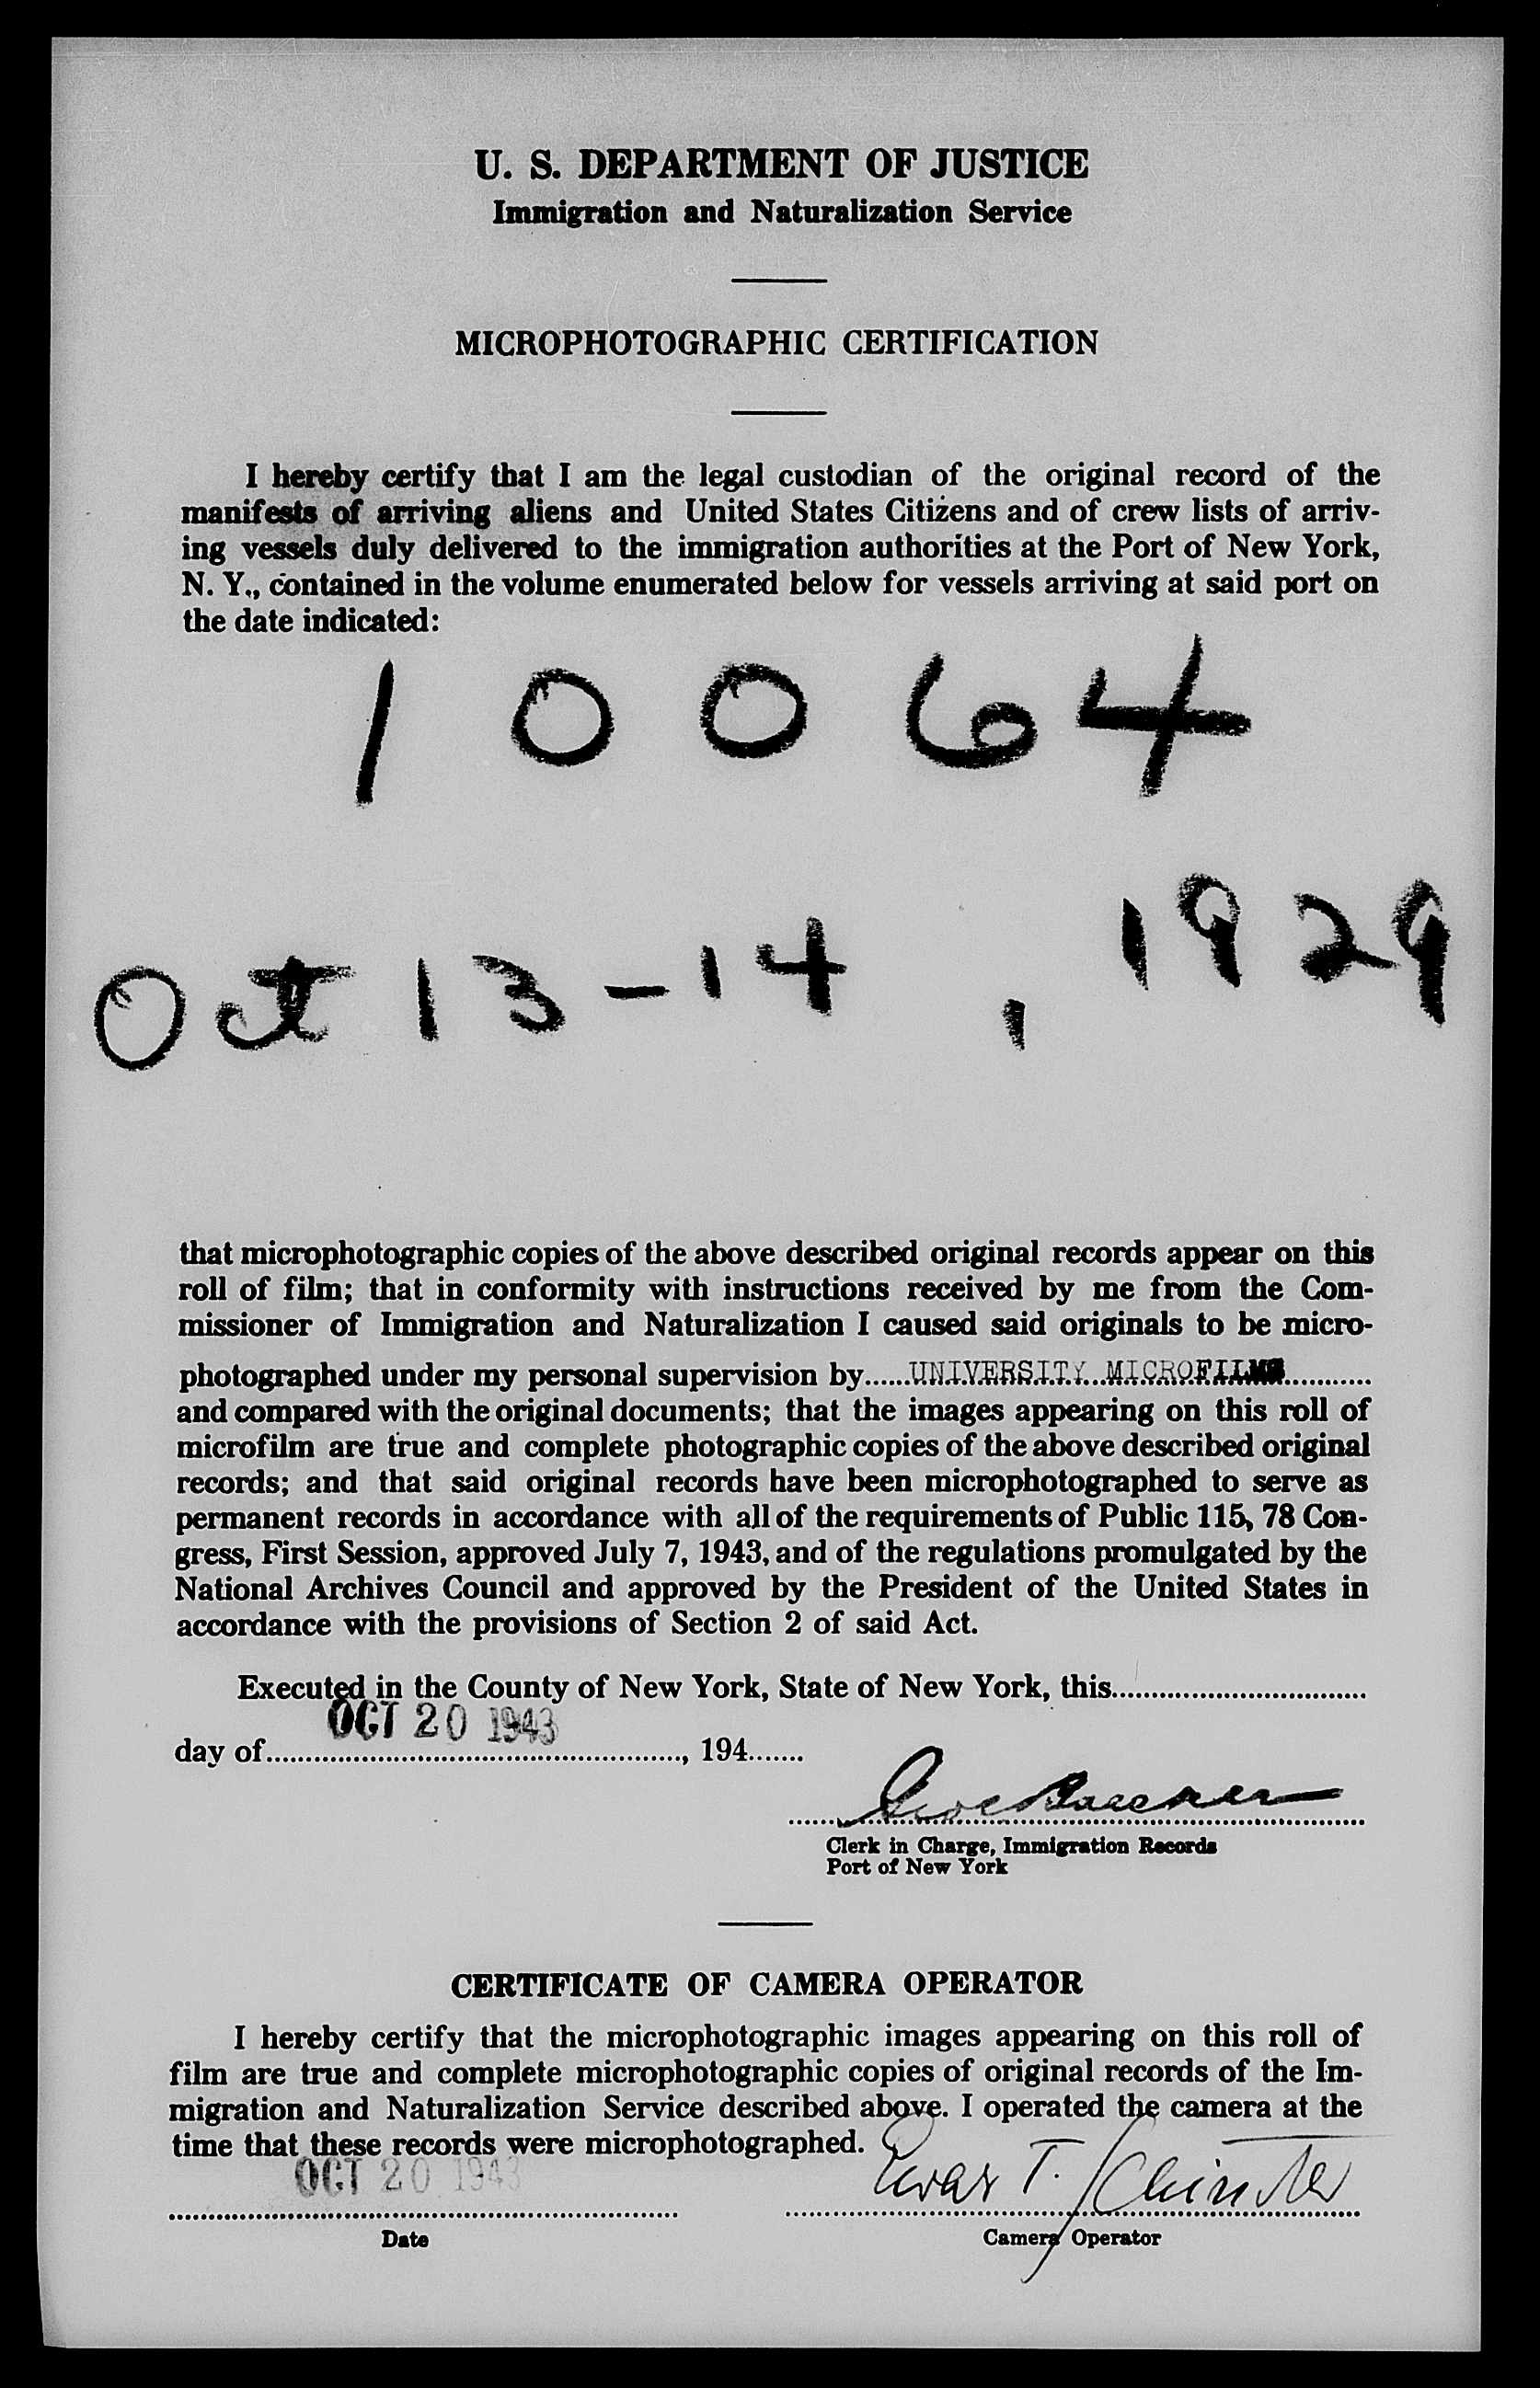 U. S. DEPARTMENT OF JUSTICE
Immigration and Naturalization Service
MICROPHOTOGRAPHIC CERTIFICATION
I hereby certify that I am the legal custodian of the original record of the
manifests of arriving aliens and United States Citizens and of crew lists of arriv-
ing vessels duly delivered to the immigration authorities at the Port of New York,
N. Y., contained in the volume enumerated below for vessels arriving at said port on
the date indicated:
10064
Oct 13-14, 1929
that microphotographic copies of the above described original records appear on this
roll of film; that in conformity with instructions received by me from the Com-
missioner of Immigration and Naturalization I caused said originals to be micro-
photographed under my personal supervision by......UNIVERSITY MICROFILMS............
and compared with the original documents; that the images appearing on this roll of
microfilm are true and complete photographic copies of the above described original
records; and that said original records have been microphotographed to serve as
permanent records in accordance with all of the requirements of Public 115, 78 Con-
gress, First Session, approved July 7, 1943, and of the regulations promulgated by the
National Archives Council and approved by the President of the United States in
accordance with the provisions of Section 2 of said Act.
Executed in the County of New York, State of New York, this................................
OCT 20 1943
day of....................................................., 194.......
Clerk in Charge, Immigration Records
Port of New York
CERTIFICATE OF CAMERA OPERATOR
I hereby certify that the microphotographic images appearing on this roll of
film are true and complete microphotographic copies of original records of the Im-
migration and Naturalization Service described above. I operated the camera at the
time that these records were microphotographed.
OCT 20 1943
T.
Date
Camera Operator